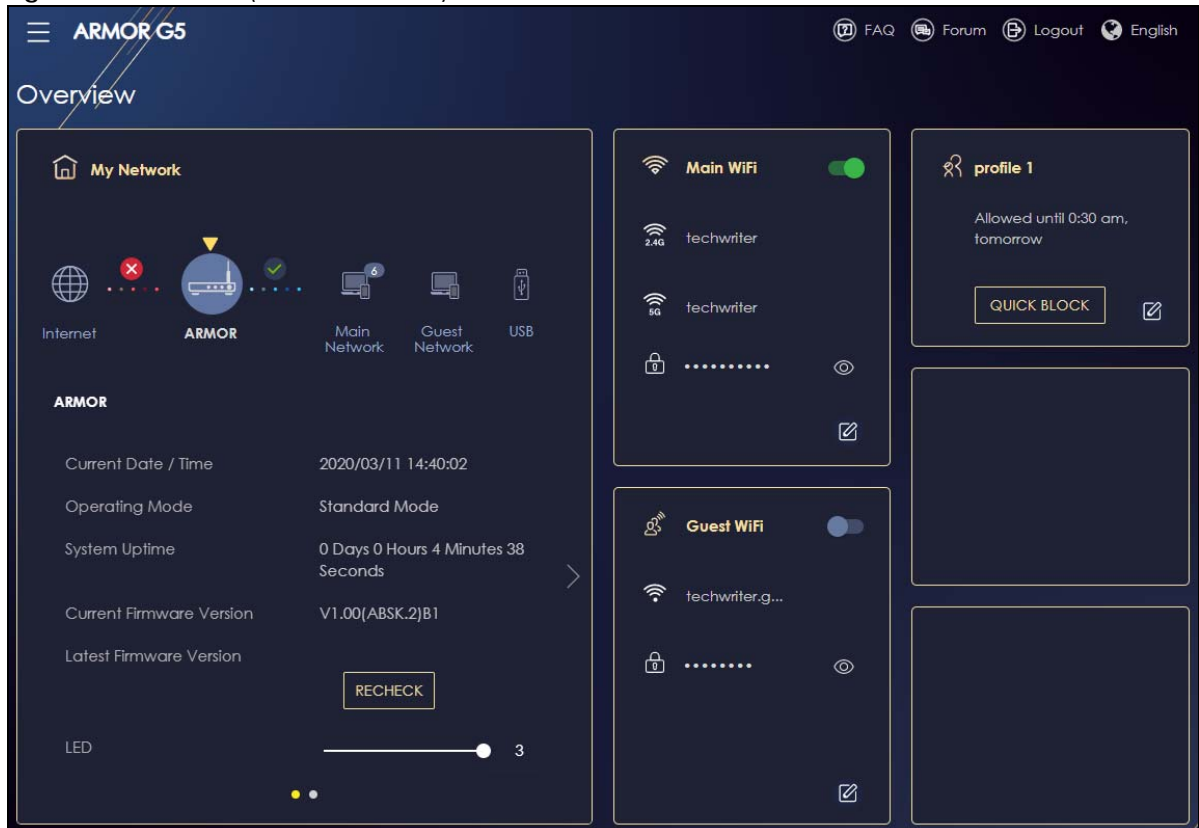 ARMOR G5
FAQ
Forum
Logout
English
Overview
My Network
6
Internet
ARMOR
Main
Network
Guest
Network
USB
ARMOR
Current Date / Time 2020/03/11 14:40:02
Operating Mode Standard Mode
System Uptime 0 Days 0 Hours 4 Minutes 38
Seconds
Current Firmware Version V1.00(ABSK.2)B1
Latest Firmware Version
RECHECK
LED 3
Main WiFi
2.4G techwriter
5G techwriter
••••••••••
Guest WiFi
techwriter.g...
••••••••
profile 1
Allowed until 0:30 am,
tomorrow
QUICK BLOCK